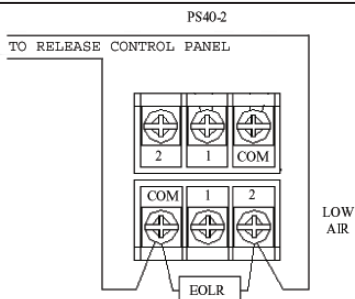 PS40-2
TO RELEASE CONTROL PANEL
2 1 COM
COM 1 2
LOW
AIR
EOLR